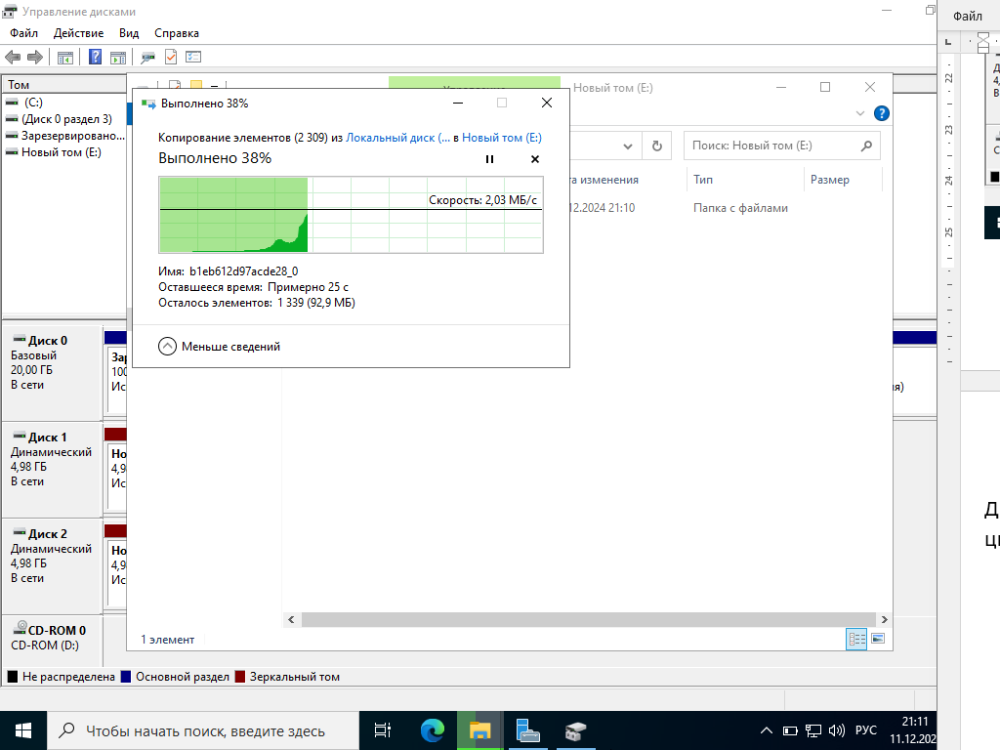 Управление дисками
Файл Действие Вид Справка
Файл
Том
(C:)
(Диск 0 раздел 3)
Зарезервировано...
Новый том (E:)
Новый том (E:)
Выполнено 38%
Копирование элементов (2 309) из Локальный диск (... в Новый том (E:)
Выполнено 38%
Скорость: 2,03 МБ/с
Имя: b1eb612d97acde28_0
Оставшееся время: Примерно 25 с
Осталось элементов: 1 339 (92,9 МБ)
Меньше сведений
Поиск: Новый том (E:)
та изменения Тип Размер
12.2024 21:10 Папка с файлами
22
23
24
25
Диск 0
Базовый
20,00 ГБ
В сети
Зар
100
Ис
ия)
Диск 1
Динамический
4,98 ГБ
В сети
Но
4,9
Ис
Диск 2
Динамический
4,98 ГБ
В сети
Но
4,9
Ис
CD-ROM 0
CD-ROM (D:)
1 элемент
Не распределена Основной раздел Зеркальный том
Чтобы начать поиск, введите здесь
РУС
21:11
11.12.202